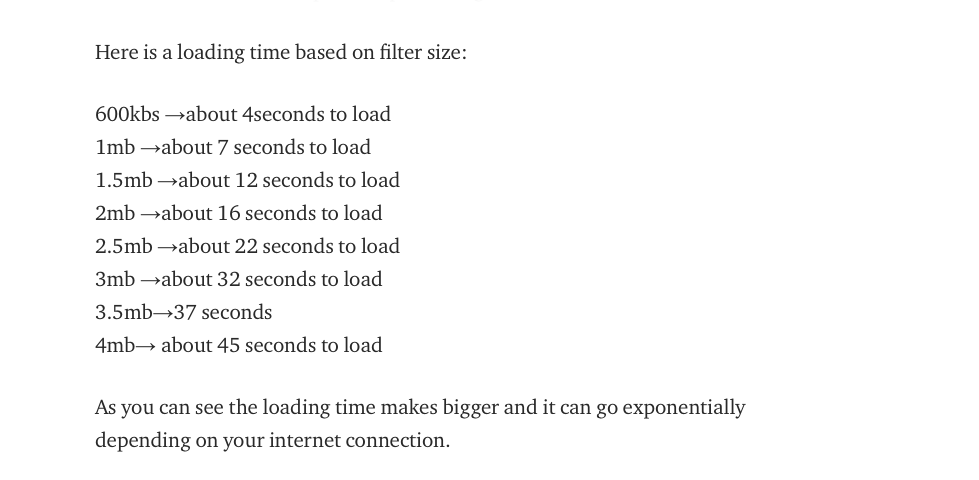 Here is a loading time based on filter size:
600kbs →about 4seconds to load
1mb →about 7 seconds to load
1.5mb →about 12 seconds to load
2mb →about 16 seconds to load
2.5mb →about 22 seconds to load
3mb →about 32 seconds to load
3.5mb→37 seconds
4mb→ about 45 seconds to load
As you can see the loading time makes bigger and it can go exponentially
depending on your internet connection.